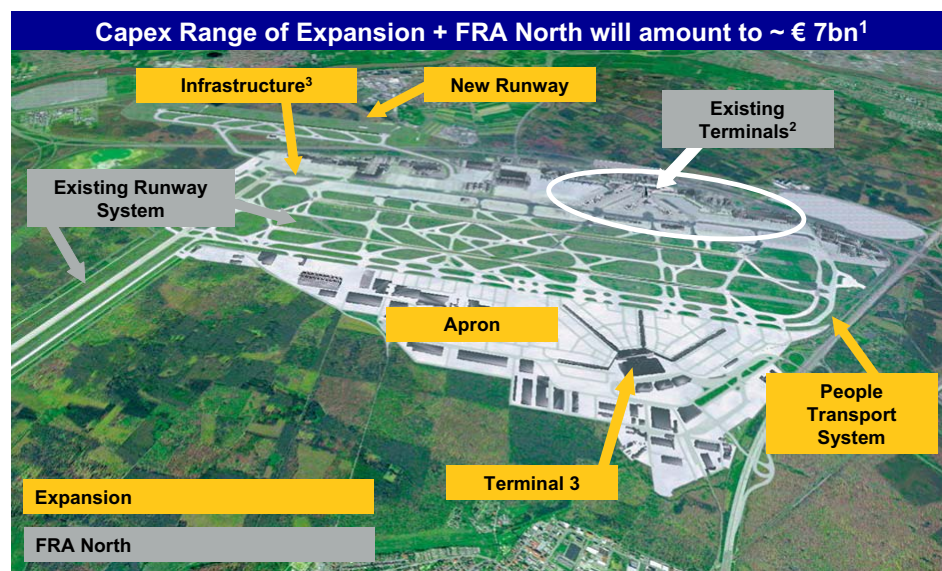 Capex Range of Expansion + FRA North will amount to ~ € 7bn¹
Infrastructure³
New Runway
Existing
Terminals²
Existing Runway
System
Apron
People
Transport
System
Terminal 3
Expansion
FRA North